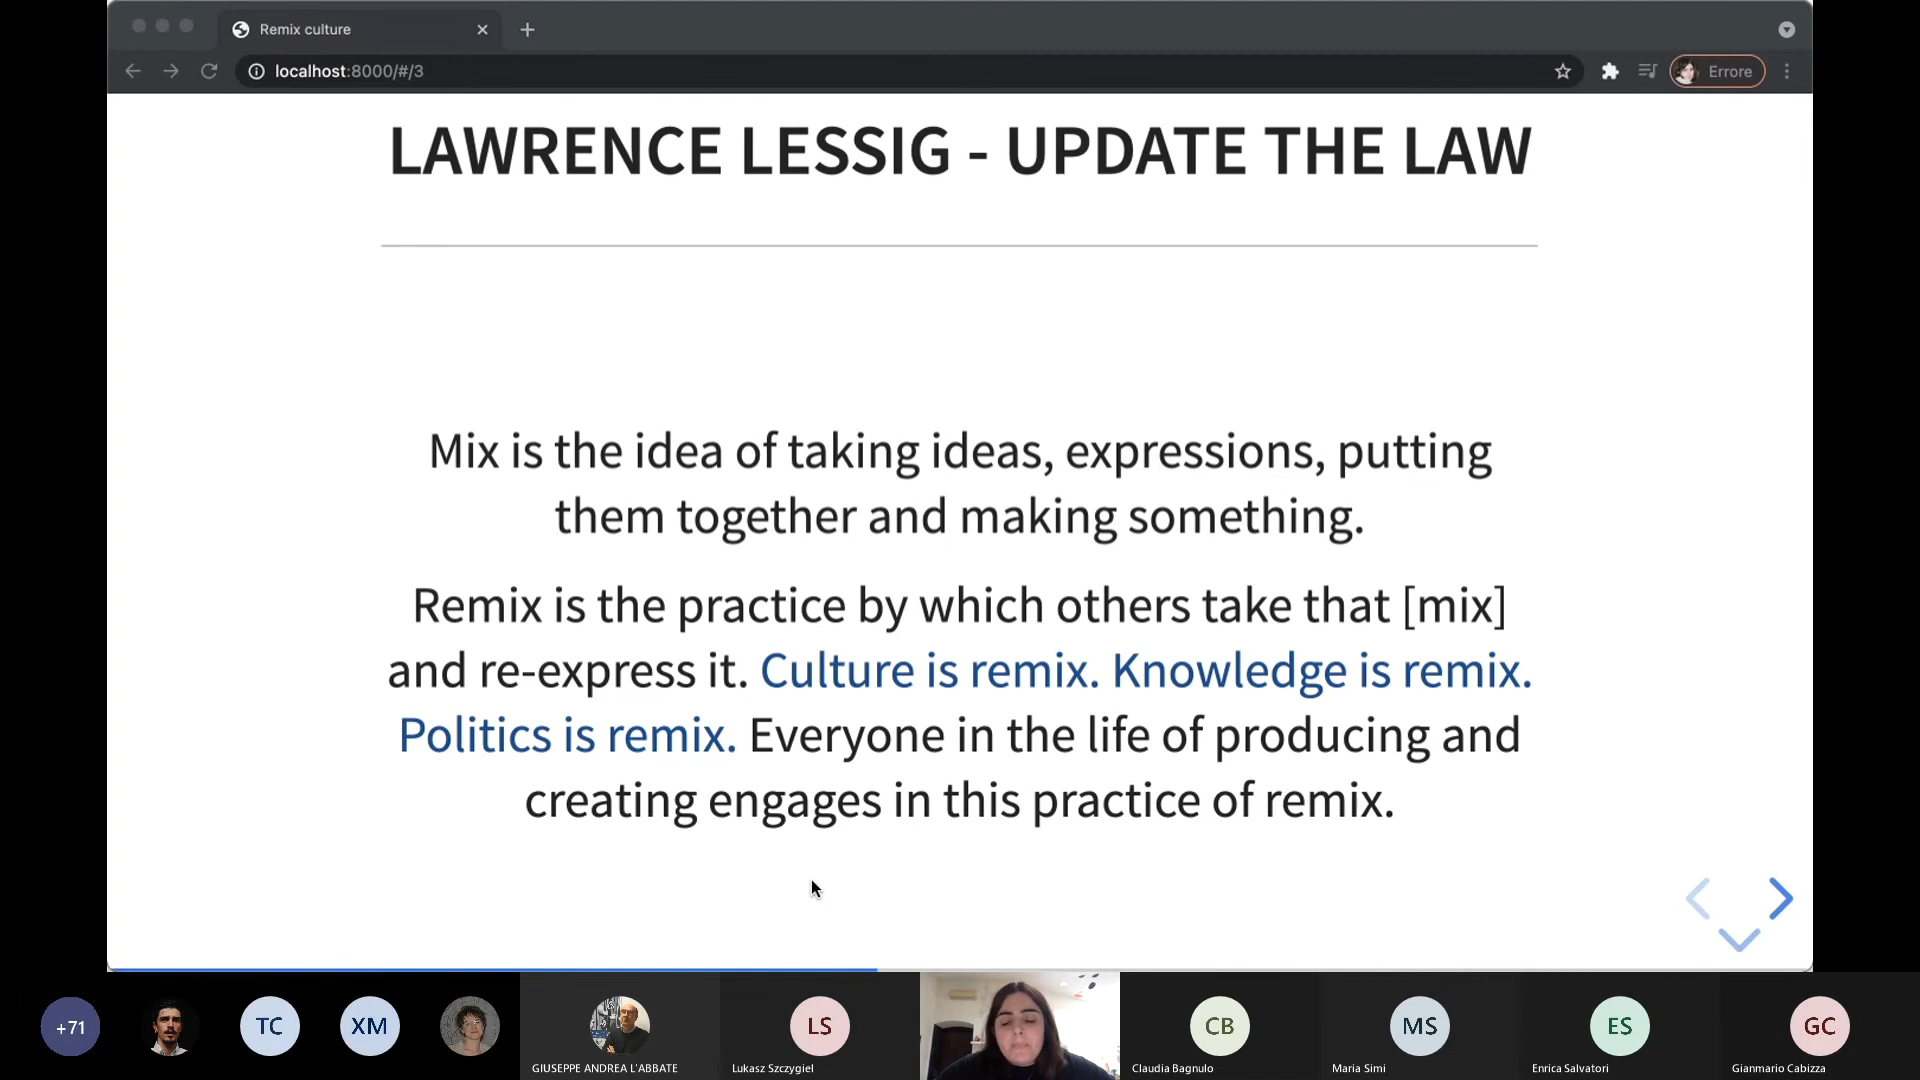 Remix culture
localhost:8000/#/3
Errore
LAWRENCE LESSIG - UPDATE THE LAW
Mix is the idea of taking ideas, expressions, putting
them together and making something.
Remix is the practice by which others take that [mix]
and re-express it. Culture is remix. Knowledge is remix.
Politics is remix. Everyone in the life of producing and
creating engages in this practice of remix.
+71
TC
XM
GIUSEPPE ANDREA L'ABBATE
LS
Lukasz Szczygiel
CB
Claudia Bagnulo
MS
Maria Simi
ES
Enrica Salvatori
GC
Gianmario Cabizza